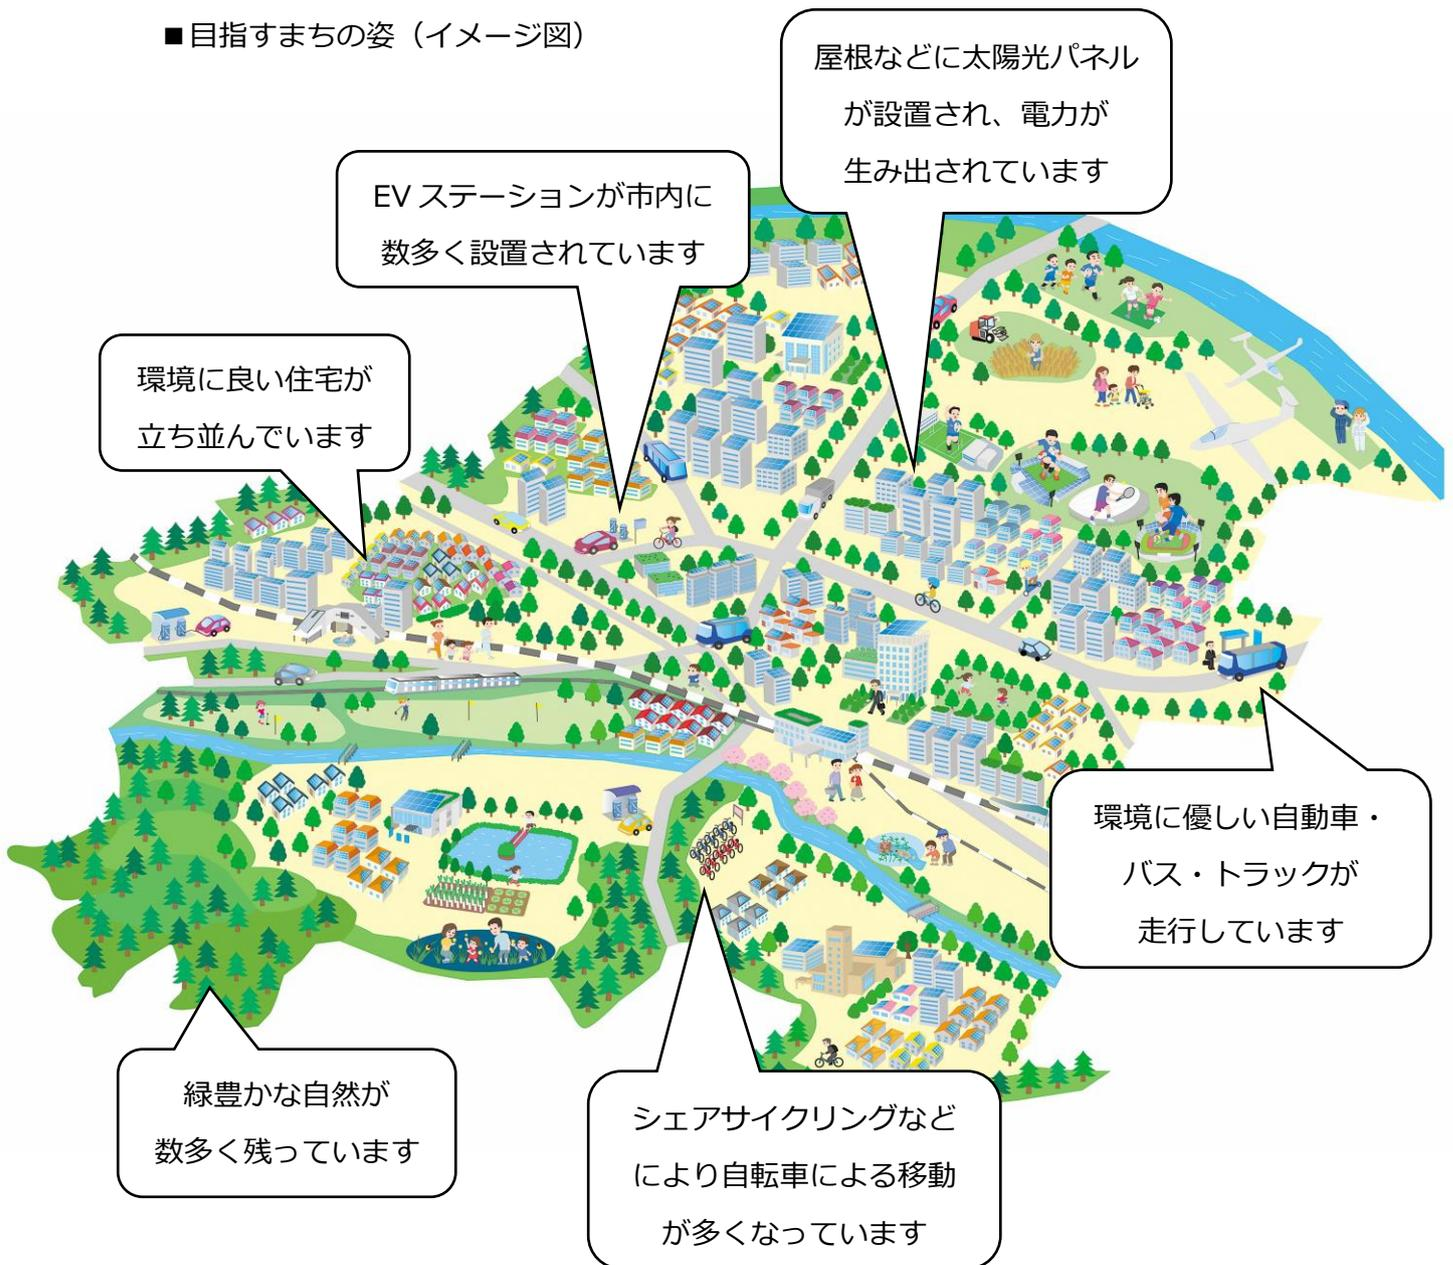 ■目指すまちの姿（イメージ図）
屋根などに太陽光パネル
が設置され、電力が
生み出されています
EV ステーションが市内に
数多く設置されています
環境に良い住宅が
立ち並んでいます
環境に優しい自動車・
バス・トラックが
走行しています
緑豊かな自然が
数多く残っています
シェアサイクリングなど
により自転車による移動
が多くなっています